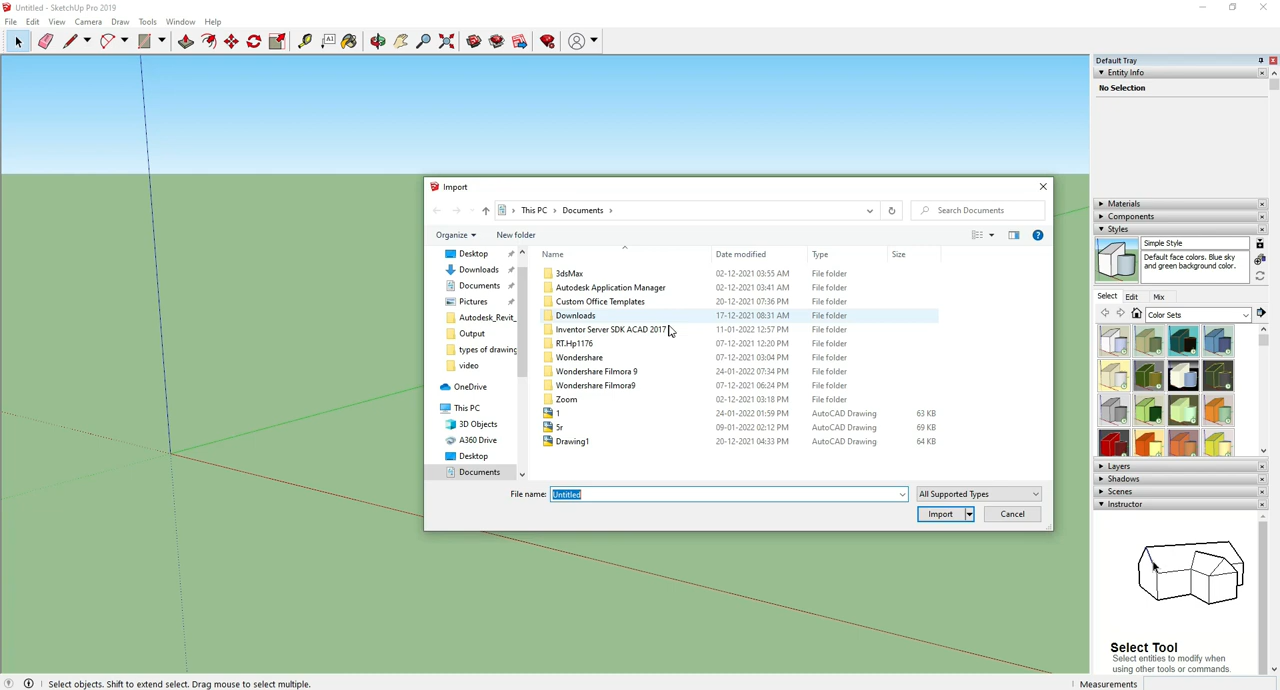 Untitled - SketchUp Pro 2019
File Edit View Camera Draw Tools Window Help
Default Tray
Entity Info
No Selection
Materials
Components
Styles
Simple Style
Default face colors. Blue sky
and green background color.
Select Edit Mix
Color Sets
Layers
Shadows
Scenes
Instructor
Select Tool
Select entities to modify when
using other tools or commands.
Import
This PC > Documents >
Search Documents
Organize New folder
Desktop
Downloads
Documents
Pictures
Autodesk_Revit_
Output
types of drawing
video
OneDrive
This PC
3D Objects
A360 Drive
Desktop
Documents
Name Date modified Type Size
3dsMax 02-12-2021 03:55 AM File folder
Autodesk Application Manager 02-12-2021 03:41 AM File folder
Custom Office Templates 20-12-2021 07:36 PM File folder
Downloads 17-12-2021 08:31 AM File folder
Inventor Server SDK ACAD 2017 11-01-2022 12:57 PM File folder
RT.Hp1176 07-12-2021 12:20 PM File folder
Wondershare 07-12-2021 03:04 PM File folder
Wondershare Filmora 9 24-01-2022 07:34 PM File folder
Wondershare Filmora9 07-12-2021 06:24 PM File folder
Zoom 02-12-2021 03:18 PM File folder
1 24-01-2022 01:59 PM AutoCAD Drawing 63 KB
5r 09-01-2022 02:12 PM AutoCAD Drawing 69 KB
Drawing1 20-12-2021 04:33 PM AutoCAD Drawing 64 KB
File name: Untitled All Supported Types
Import Cancel
Select objects. Shift to extend select. Drag mouse to select multiple.
Measurements